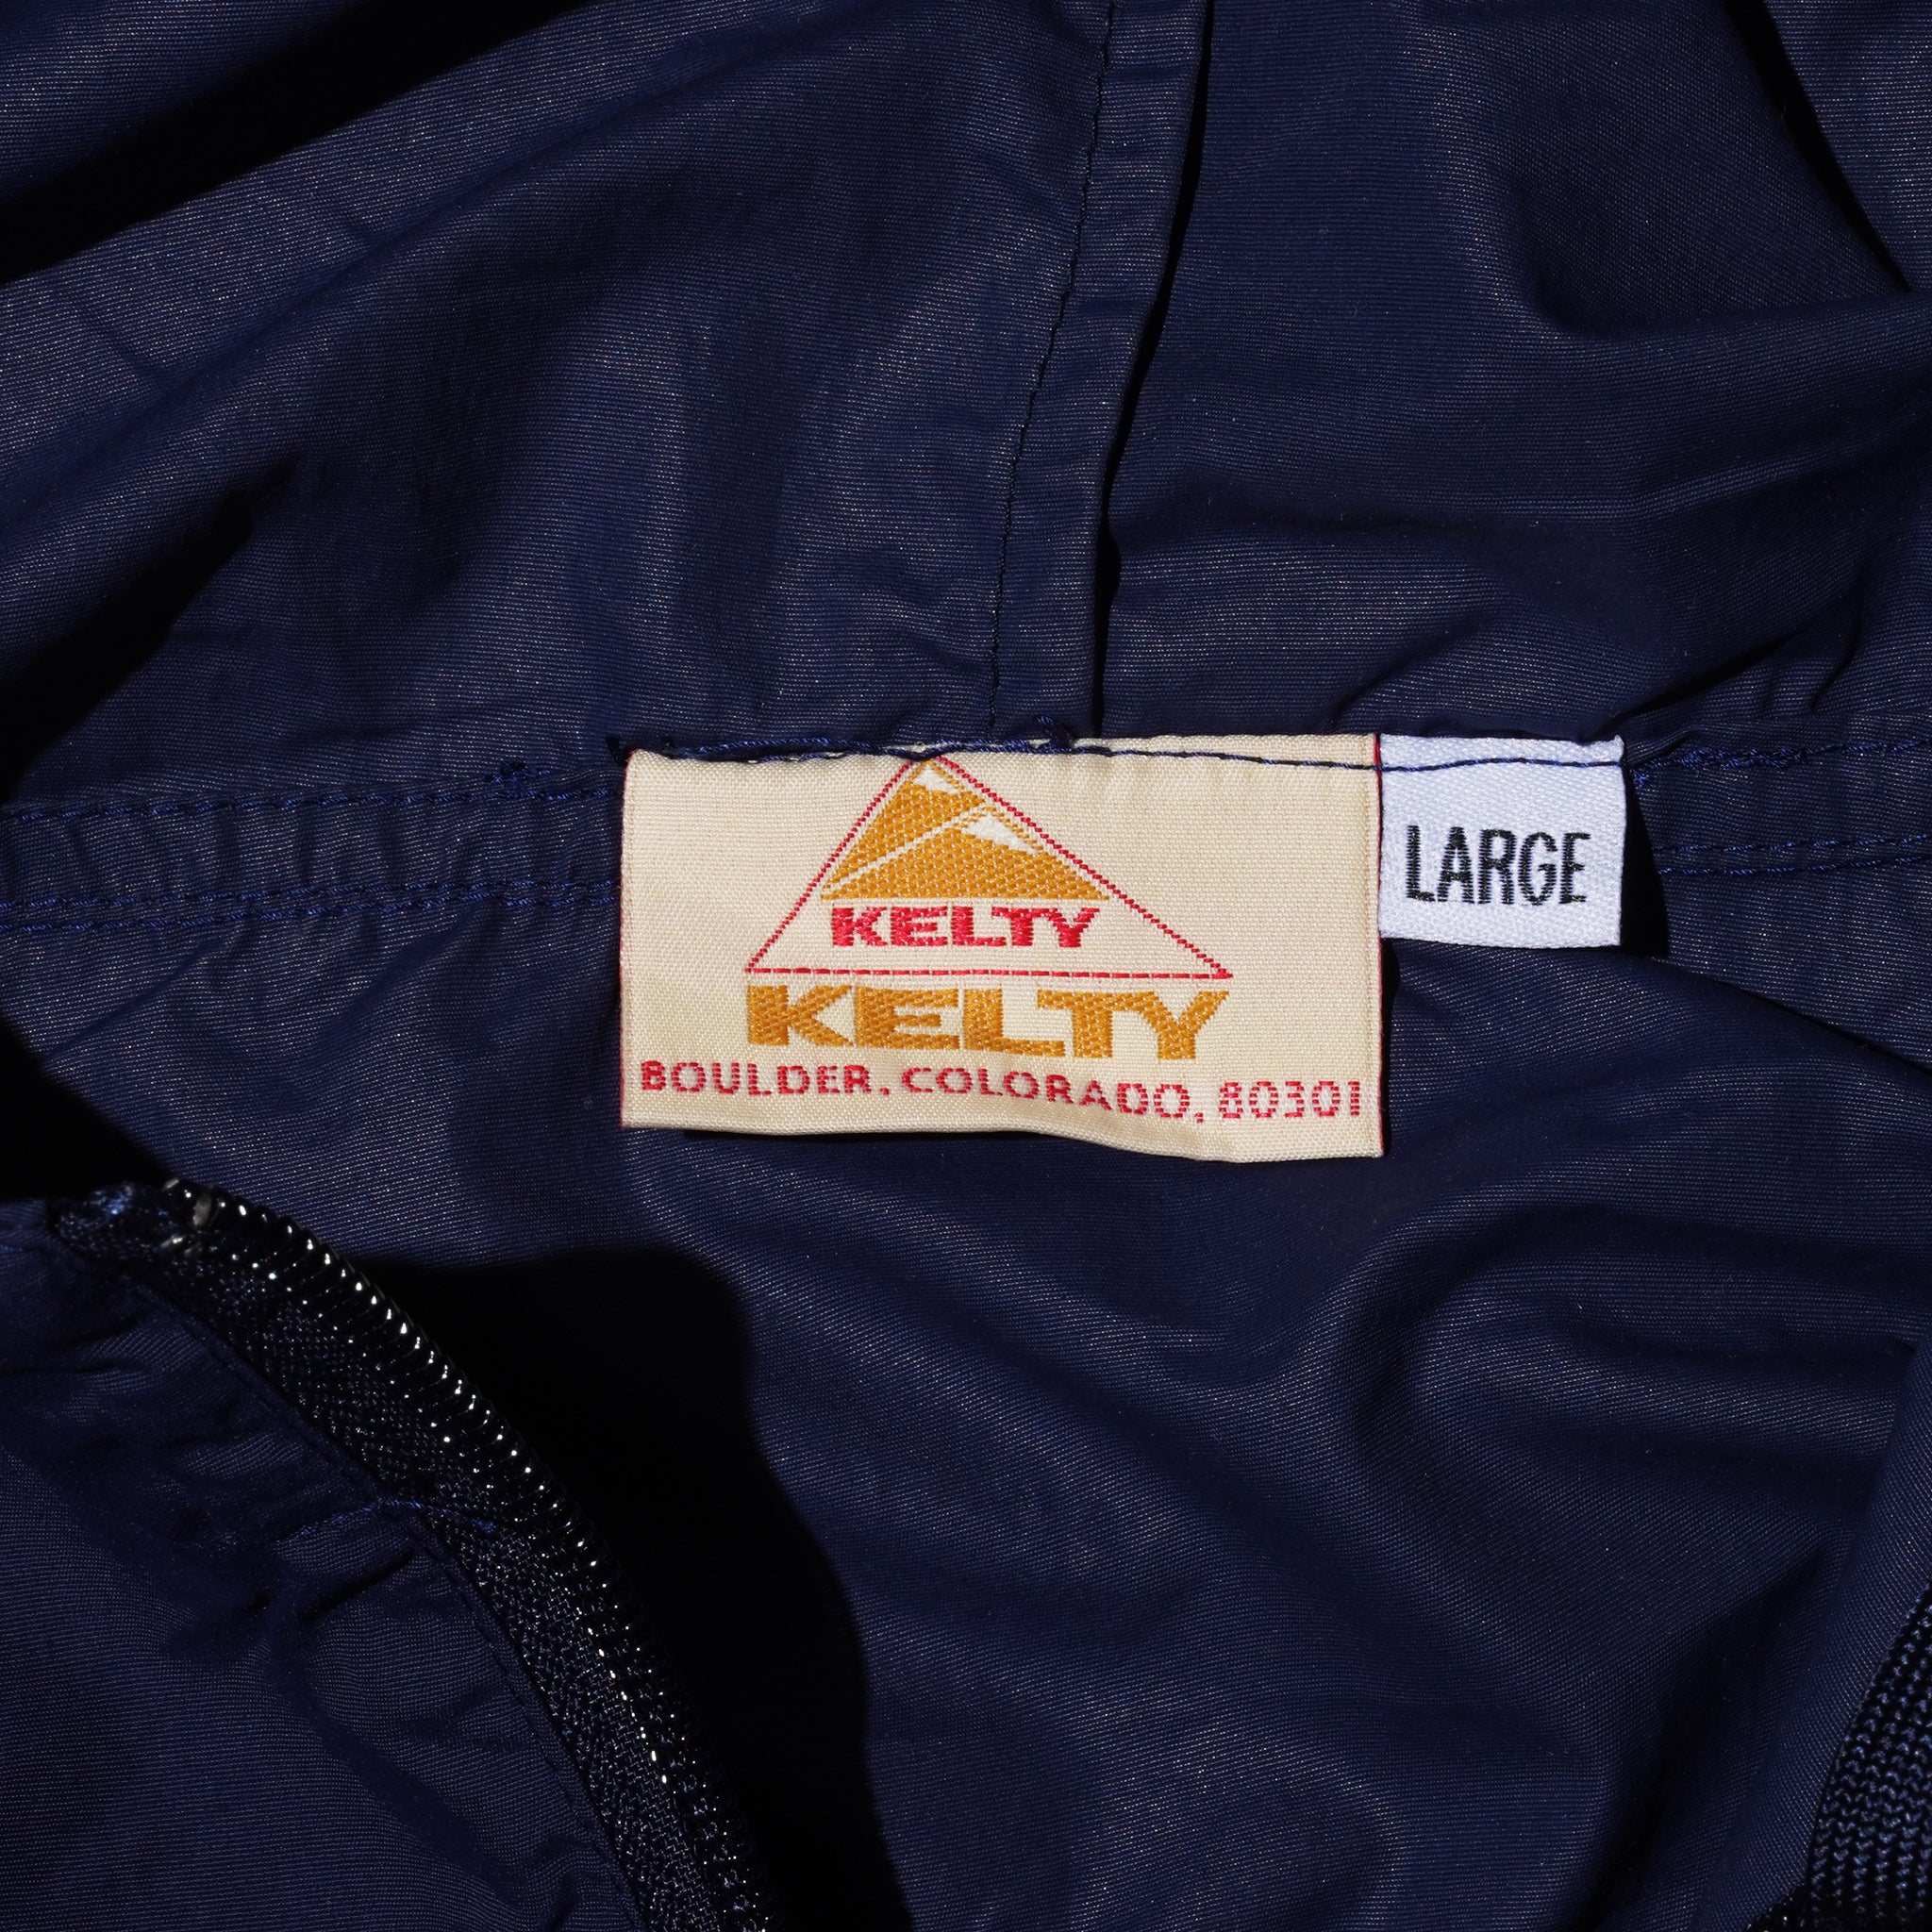 KELTY
KELTY
BOULDER, COLORADO, 80301
LARGE